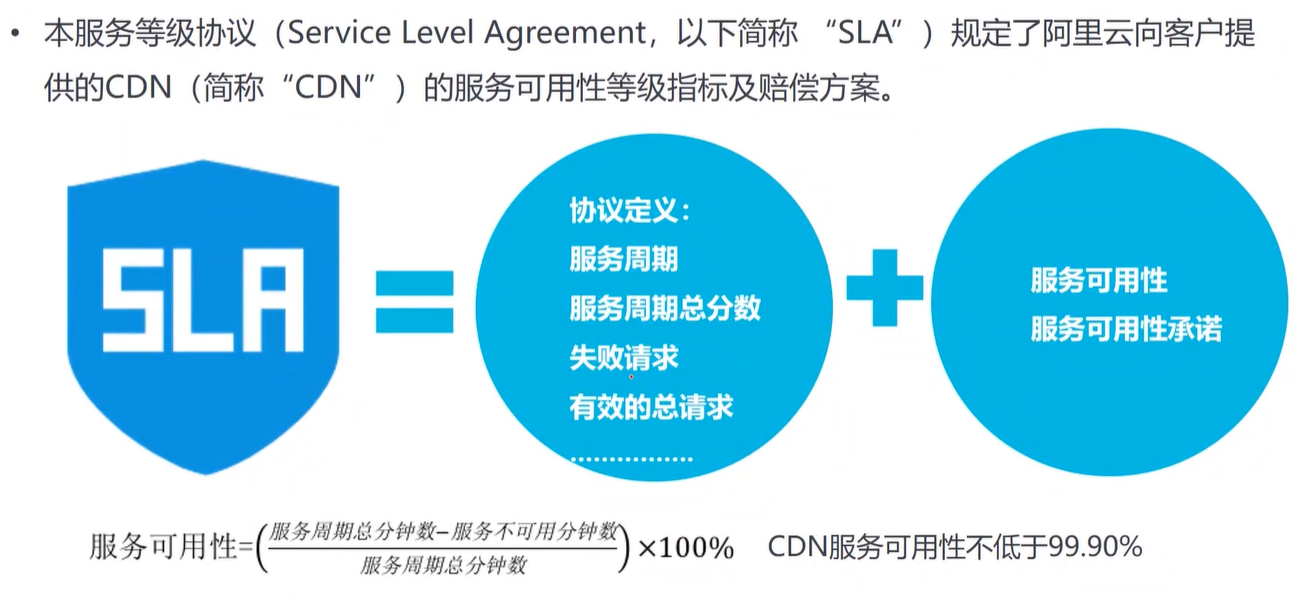 • 本服务等级协议（Service Level Agreement，以下简称 “SLA”）规定了阿里云向客户提
供的CDN（简称“CDN”）的服务可用性等级指标及赔偿方案。
SLA
=
协议定义：
服务周期
服务周期总分数
失败请求
有效的总请求
……………
+
服务可用性
服务可用性承诺
服务可用性=(服务周期总分钟数−服务不可用分钟数/服务周期总分钟数)×100% CDN服务可用性不低于99.90%